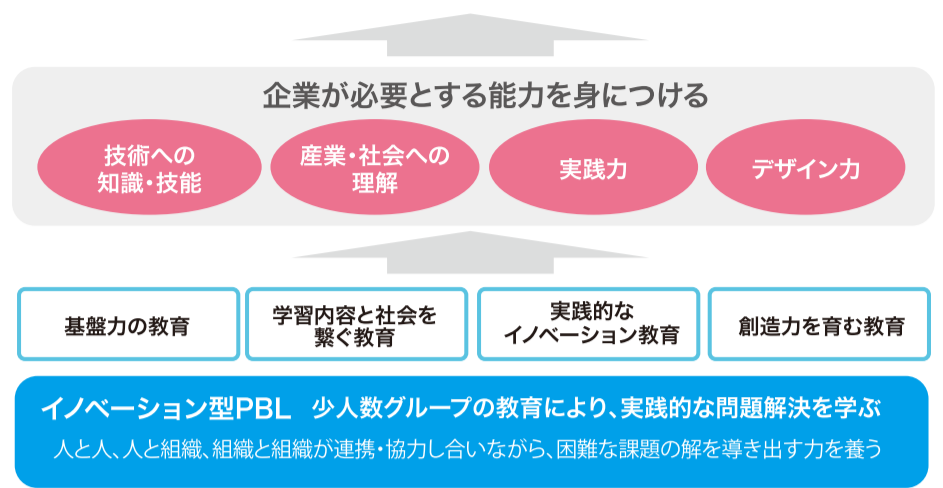 企業が必要とする能力を身につける
技術への
知識・技能
産業・社会への
理解
実践力
デザイン力
基盤力の教育
学習内容と社会を
繋ぐ教育
実践的な
イノベーション教育
創造力を育む教育
イノベーション型PBL 少人数グループの教育により、実践的な問題解決を学ぶ
人と人、人と組織、組織と組織が連携・協力し合いながら、困難な課題の解を導き出す力を養う